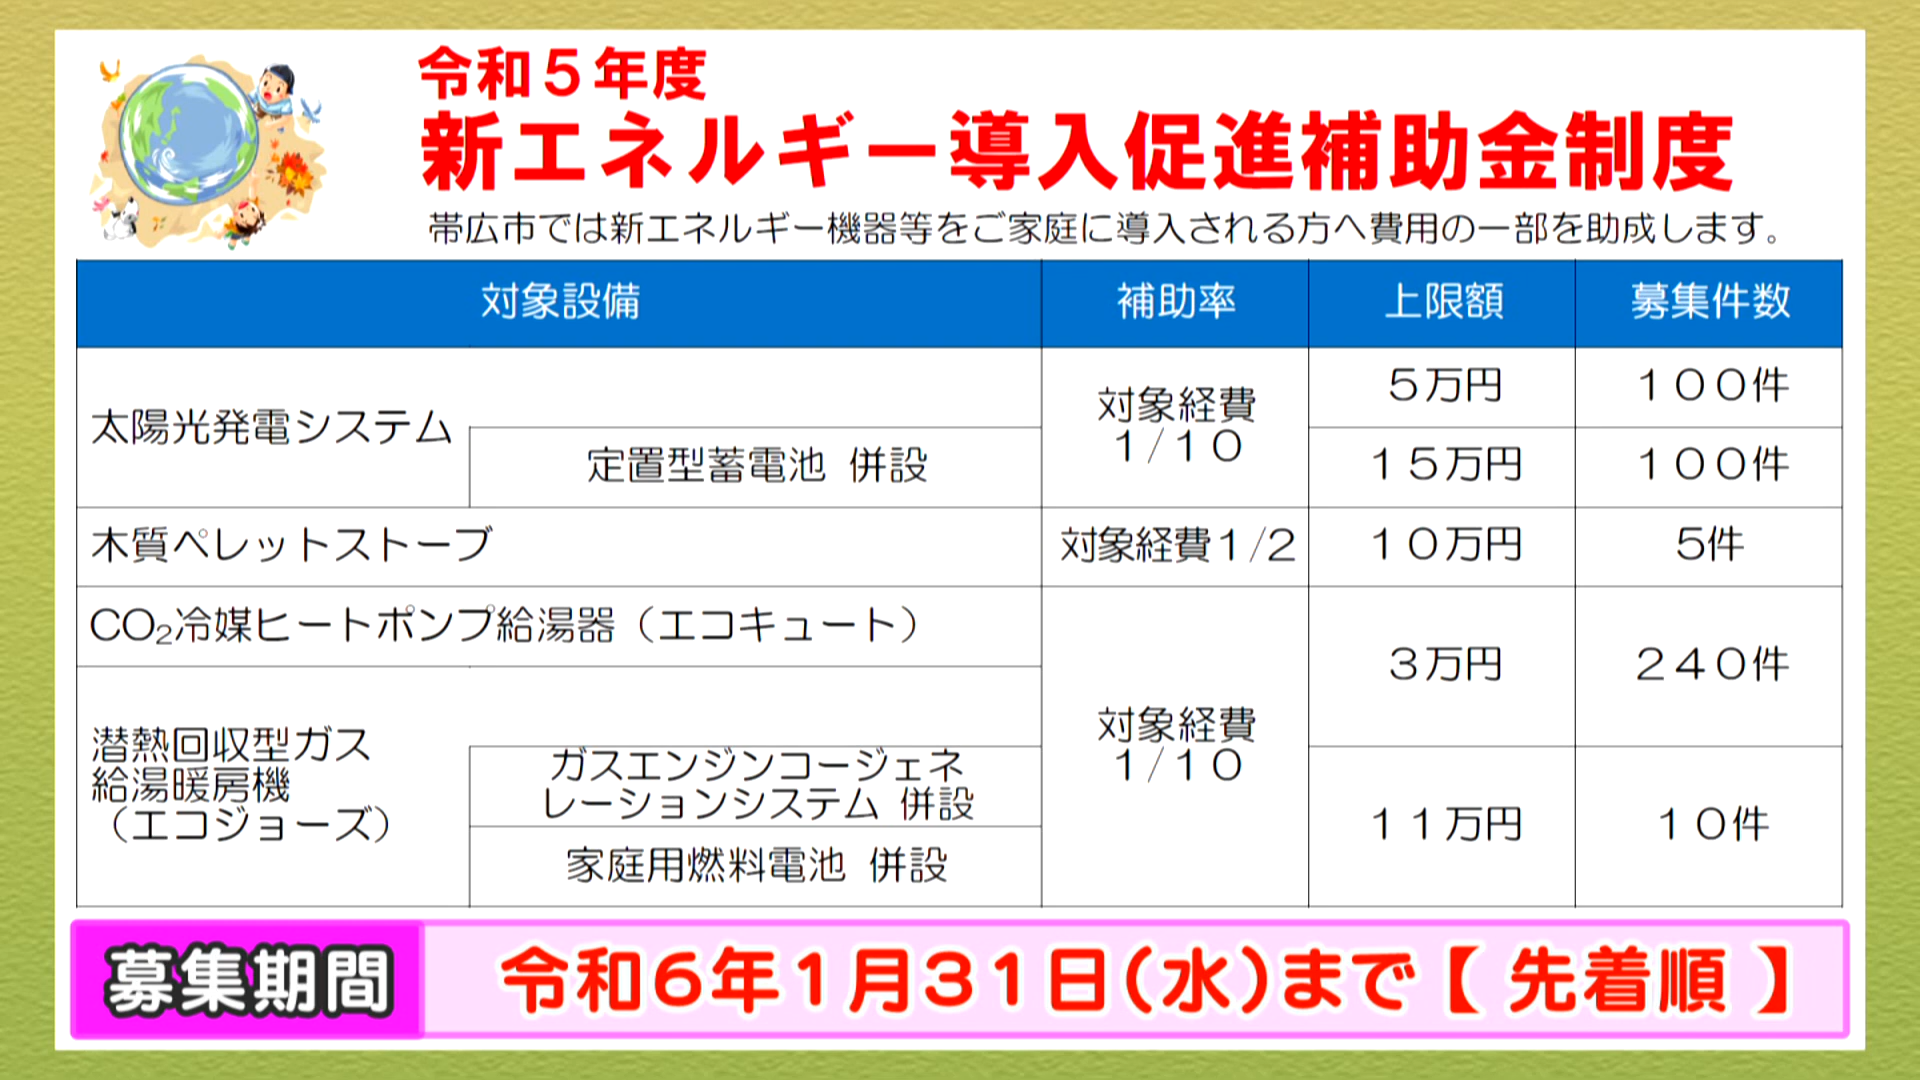 令和5年度
新エネルギー導入促進補助金制度
帯広市では新エネルギー機器等をご家庭に導入される方へ費用の一部を助成します。
対象設備 補助率 上限額 募集件数
太陽光発電システム
対象経費
1/10
5万円 100件
定置型蓄電池 併設 15万円 100件
木質ペレットストーブ 対象経費1/2 10万円 5件
CO₂冷媒ヒートポンプ給湯器（エコキュート）
3万円 240件
潜熱回収型ガス
給湯暖房機
（エコジョーズ）
対象経費
1/10
ガスエンジンコージェネ
レーションシステム 併設
11万円 10件
家庭用燃料電池 併設
募集期間 令和6年1月31日(水)まで【 先着順 】